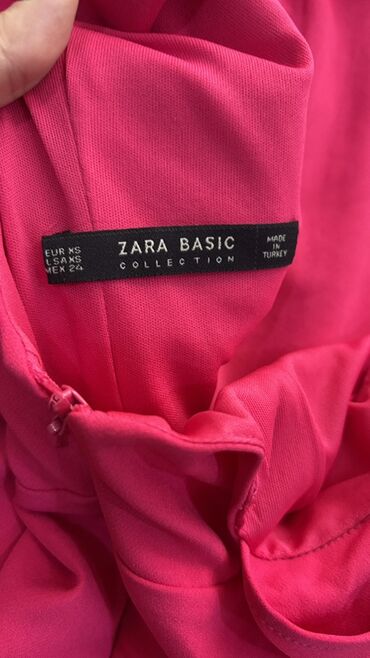 EUR XS
USA XS
MEX 24
ZARA BASIC
COLLECTION
MADE
IN
TURKEY